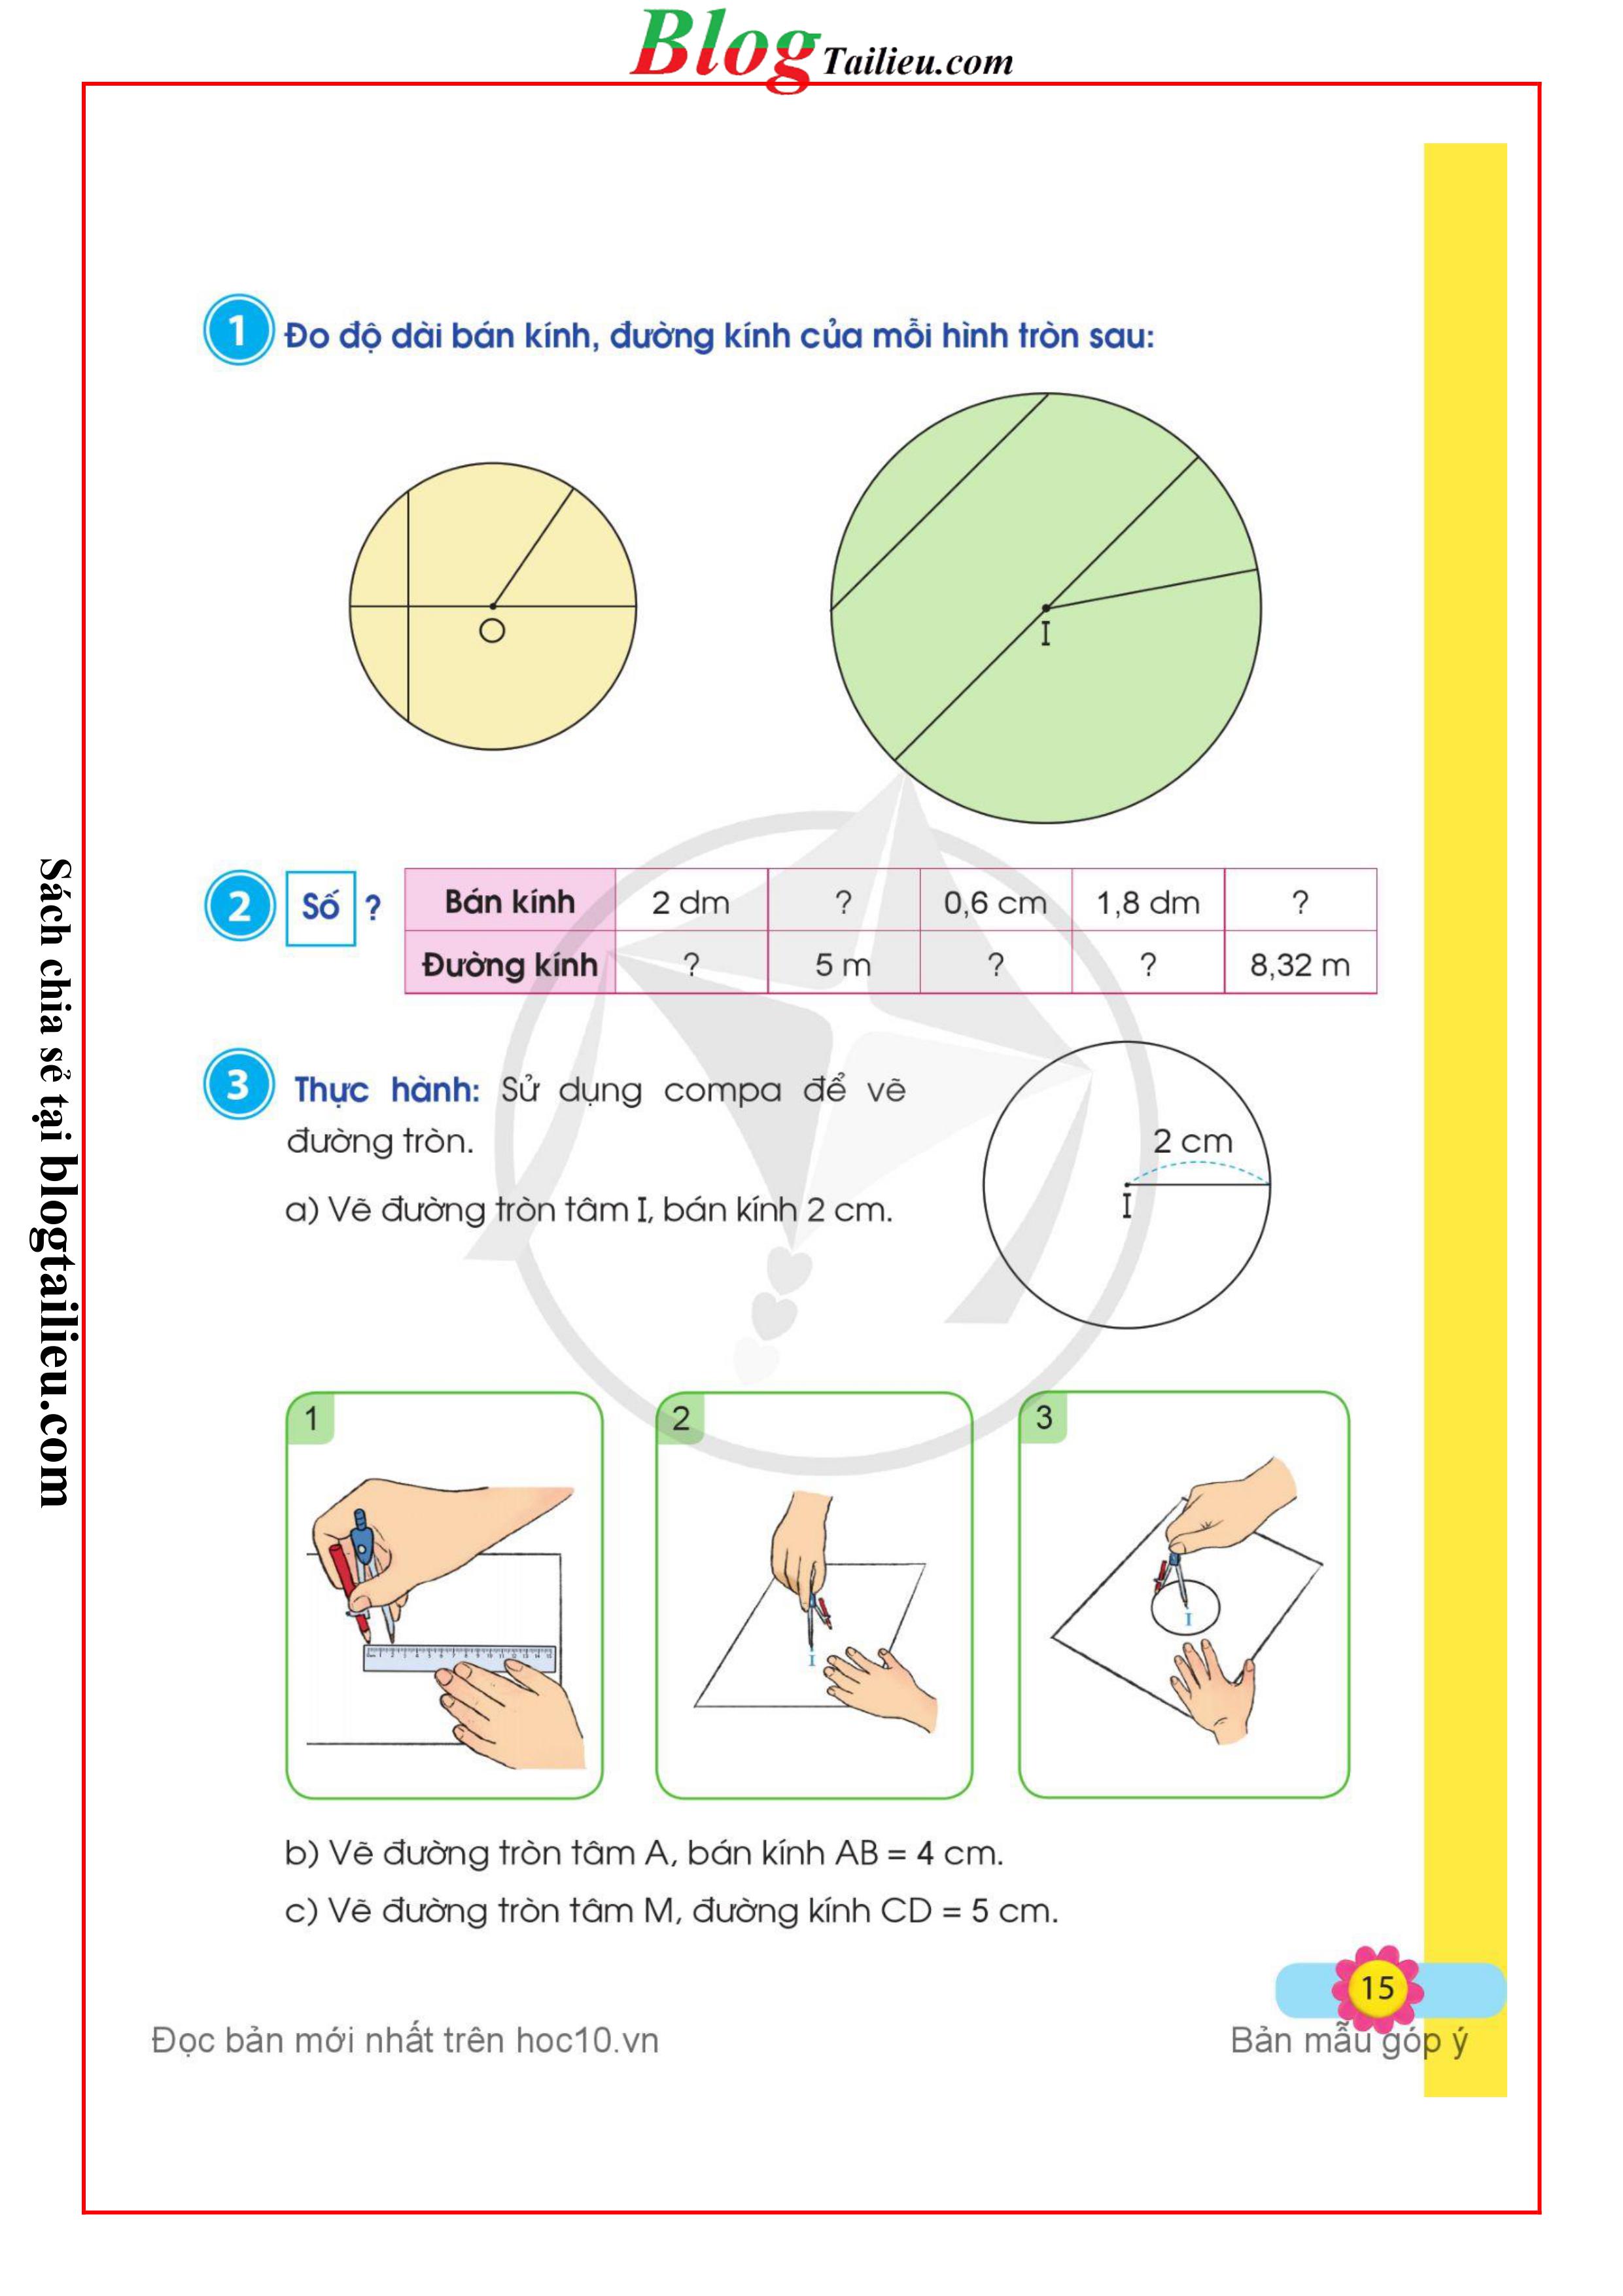 Blog Tailieu.com
1 Đo độ dài bán kính, đường kính của mỗi hình tròn sau:
O
I
2 Số ?
Bán kính 2 dm ? 0,6 cm 1,8 dm ?
Đường kính ? 5 m ? ? 8,32 m
3 Thực hành: Sử dụng compa để vẽ
đường tròn.
a) Vẽ đường tròn tâm I, bán kính 2 cm.
2 cm
I
1
2
3
I
I
b) Vẽ đường tròn tâm A, bán kính AB = 4 cm.
c) Vẽ đường tròn tâm M, đường kính CD = 5 cm.
15
Đọc bản mới nhất trên hoc10.vn
Bản mẫu góp ý
Sách chia sẻ tại blogtailieu.com